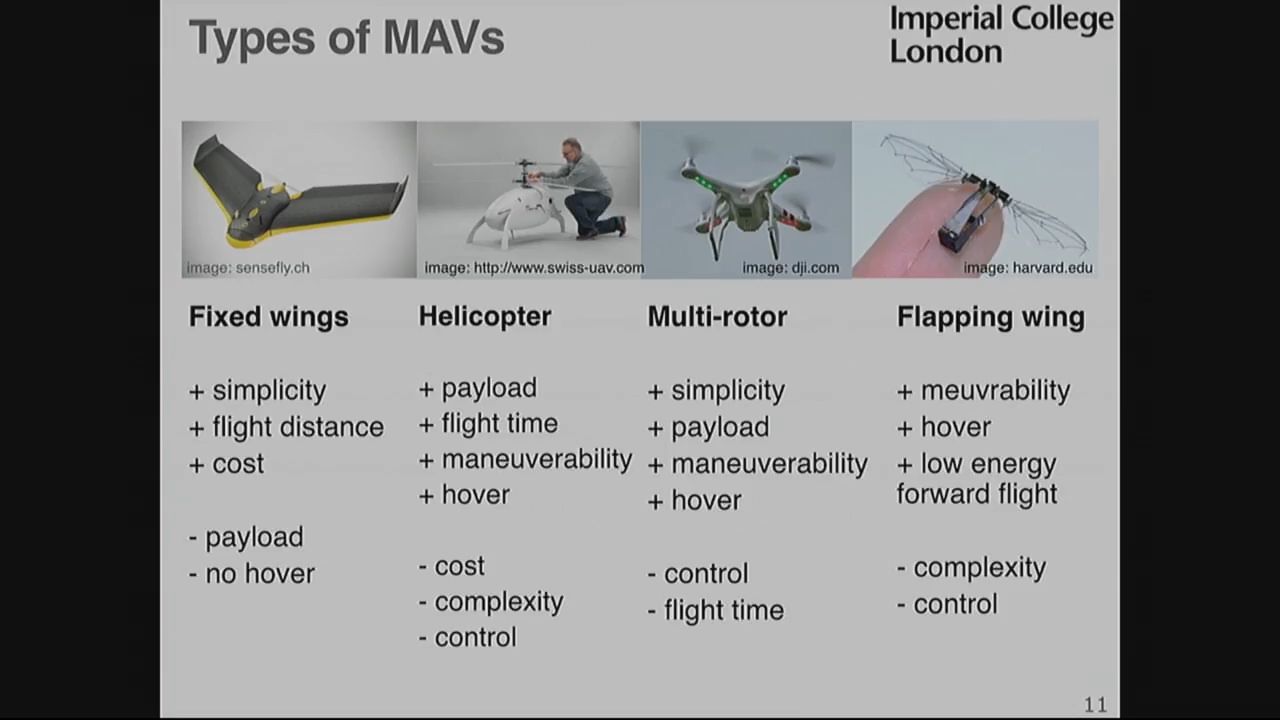 Types of MAVs
Imperial College
London
image: sensefly.ch
image: http://www.swiss-uav.com
image: dji.com
image: harvard.edu
Fixed wings
+ simplicity
+ flight distance
+ cost
- payload
- no hover
Helicopter
+ payload
+ flight time
+ maneuverability
+ hover
- cost
- complexity
- control
Multi-rotor
+ simplicity
+ payload
+ maneuverability
+ hover
- control
- flight time
Flapping wing
+ meuvrability
+ hover
+ low energy
forward flight
- complexity
- control
11